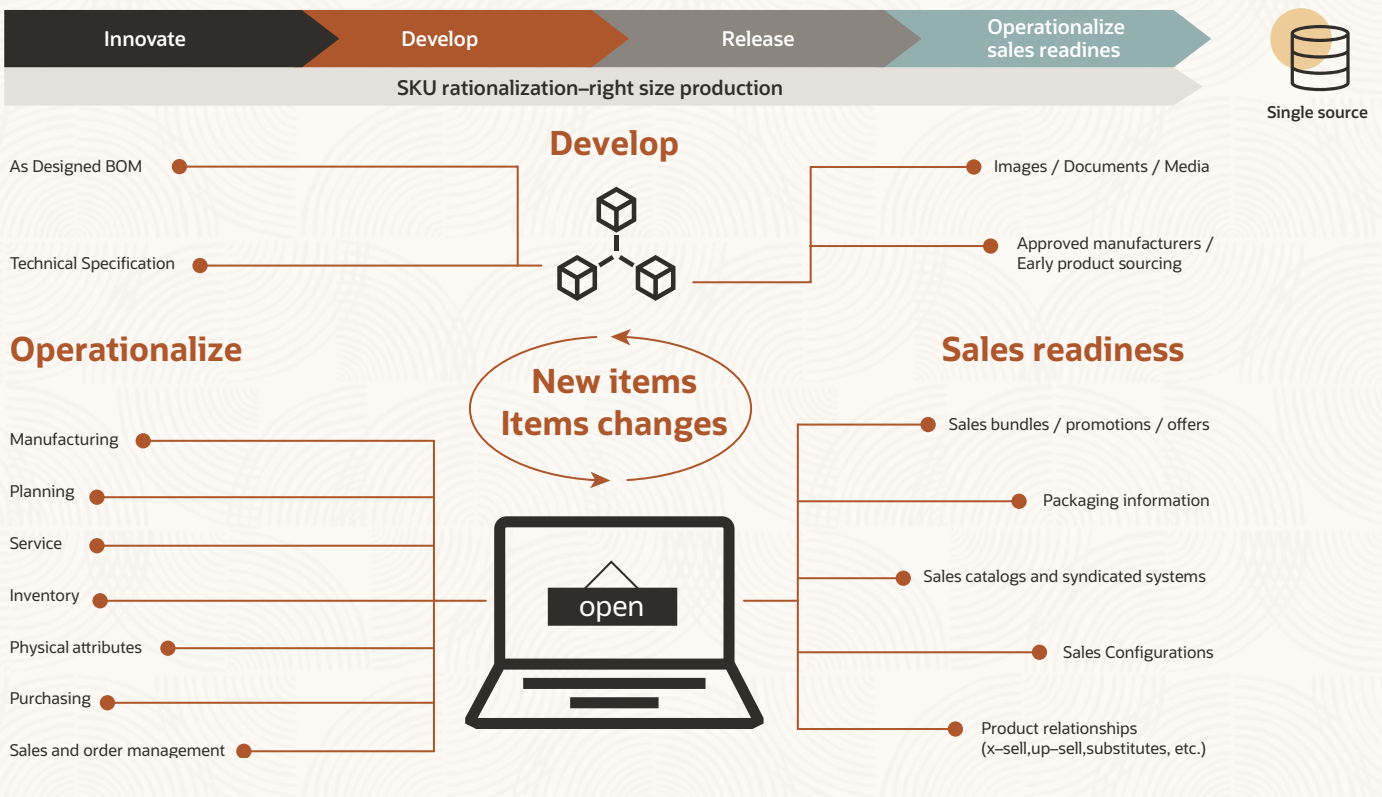 Innovate
Develop
Release
Operationalize
sales readines
SKU rationalization–right size production
Single source
Develop
As Designed BOM
Technical Specification
Images / Documents / Media
Approved manufacturers /
Early product sourcing
Operationalize
New items
Items changes
Sales readiness
Manufacturing
Planning
Service
Inventory
Physical attributes
Purchasing
Sales and order management
open
Sales bundles / promotions / offers
Packaging information
Sales catalogs and syndicated systems
Sales Configurations
Product relationships
(x–sell,up–sell,substitutes, etc.)